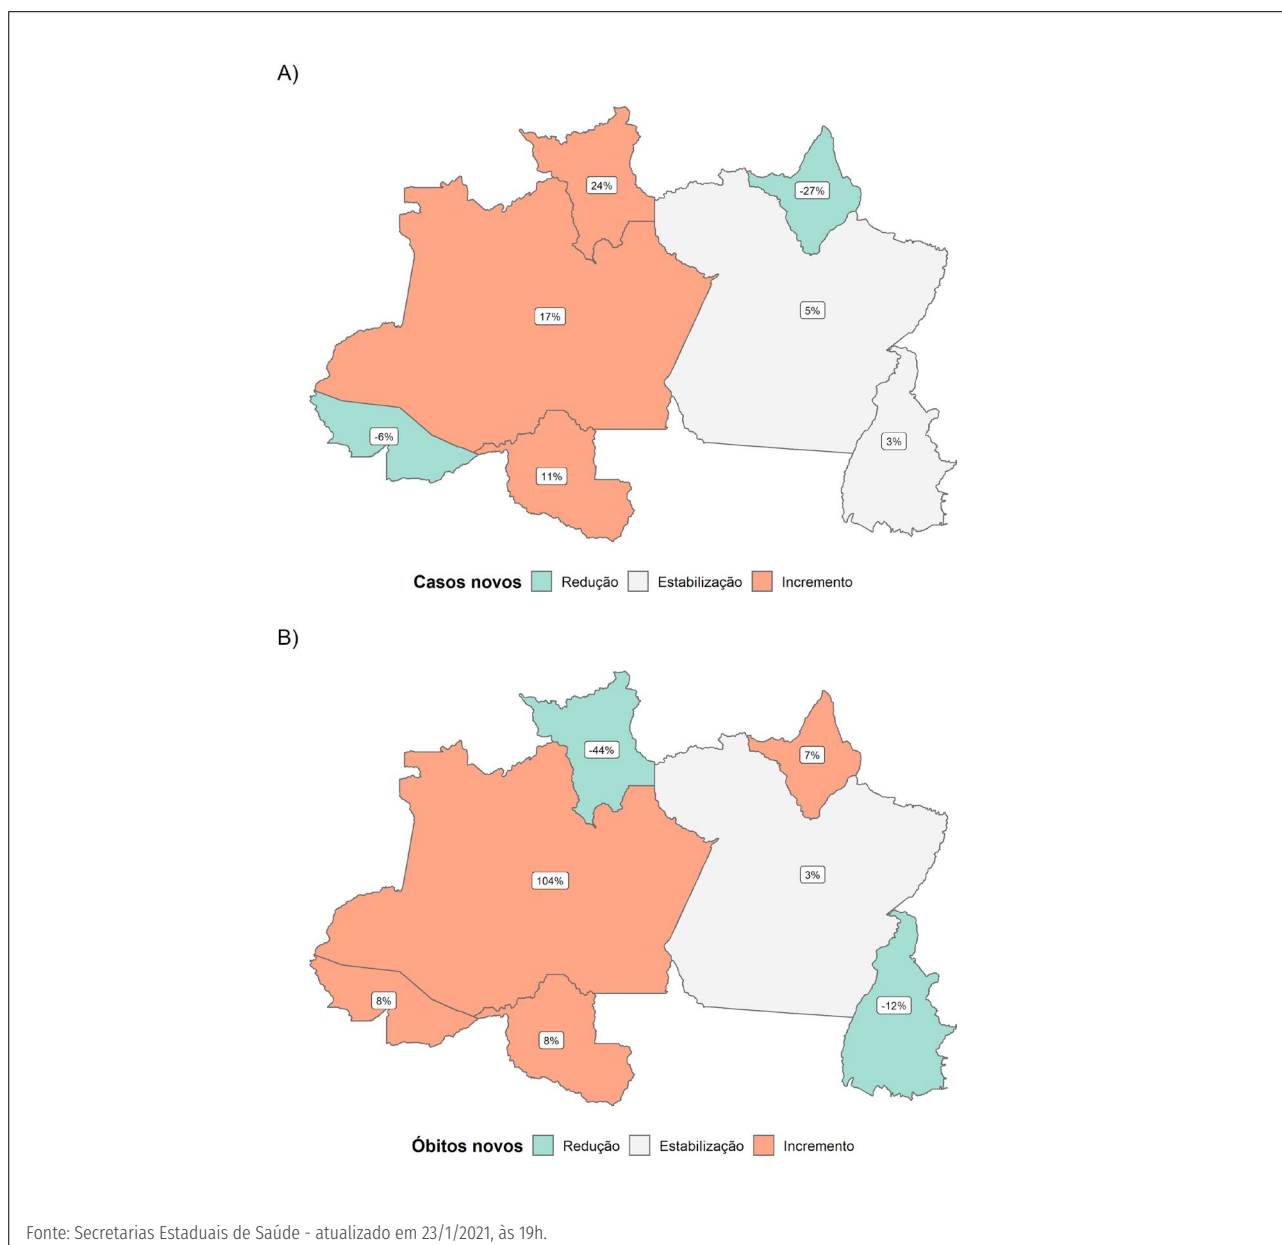 A)
24%
-27%
17%
5%
-6%
3%
11%
Casos novos Redução Estabilização Incremento
B)
-44%
7%
104%
3%
8%
-12%
8%
Óbitos novos Redução Estabilização Incremento
Fonte: Secretarias Estaduais de Saúde - atualizado em 23/1/2021, às 19h.